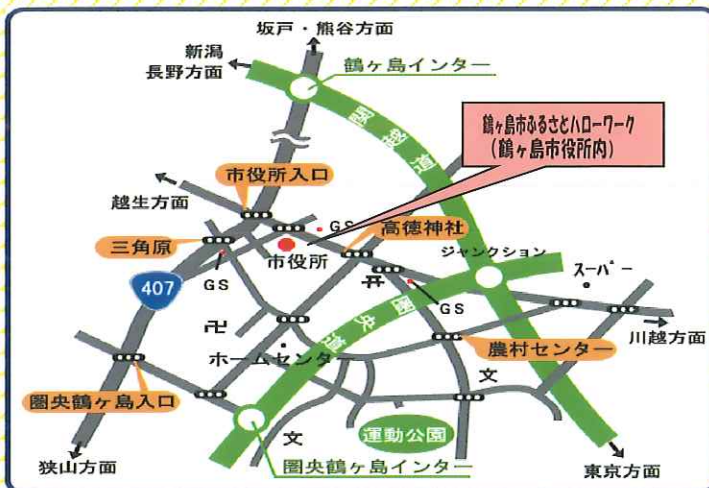 坂戸・熊谷方面
新潟
長野方面
鶴ヶ島インター
関越道
鶴ヶ島市ふるさとハローワーク
(鶴ヶ島市役所内)
市役所入口
越生方面
GS
高徳神社
三角原
市役所
ジャンクション
スーパー
407
GS
GS
圏央道
川越方面
ホームセンター
農村センター
圏央鶴ヶ島入口
文
文
運動公園
狭山方面
圏央鶴ヶ島インター
東京方面